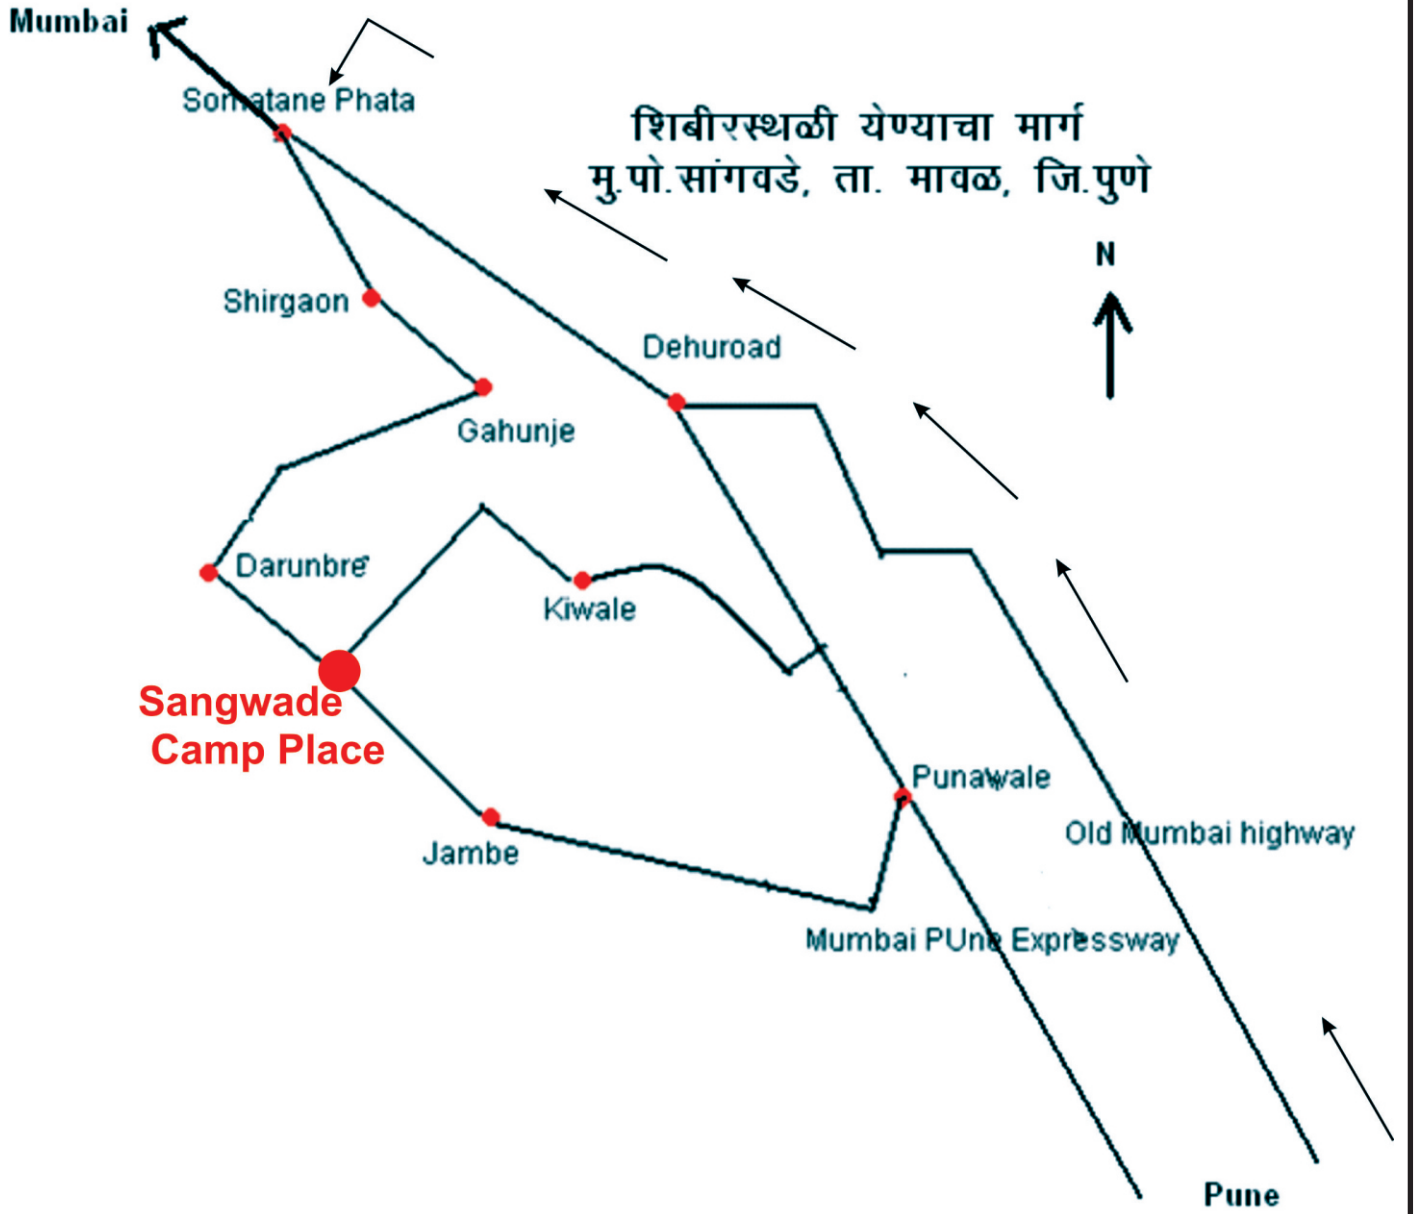 Mumbai
Somatane Phata
शिबीरस्थळी येण्याचा मार्ग
मु.पो.सांगवडे, ता. मावळ, जि.पुणे
N
Shirgaon
Dehuroad
Gahunje
Darunbre
Kiwale
Sangwade
Camp Place
Punawale
Old Mumbai highway
Jambe
Mumbai PUne Expressway
Pune